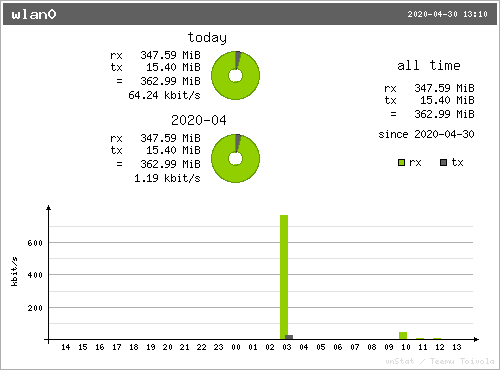 wlan0 2020-04-30 13:10
today
rx 347.59 MiB
tx 15.40 MiB
= 362.99 MiB
64.24 kbit/s
2020-04
rx 347.59 MiB
tx 15.40 MiB
= 362.99 MiB
1.19 kbit/s
all time
rx 347.59 MiB
tx 15.40 MiB
= 362.99 MiB
since 2020-04-30
rx tx
kbit/s
600
400
200
14 15 16 17 18 19 20 21 22 23 00 01 02 03 04 05 06 07 08 09 10 11 12 13
vnStat / Teemu Toivola